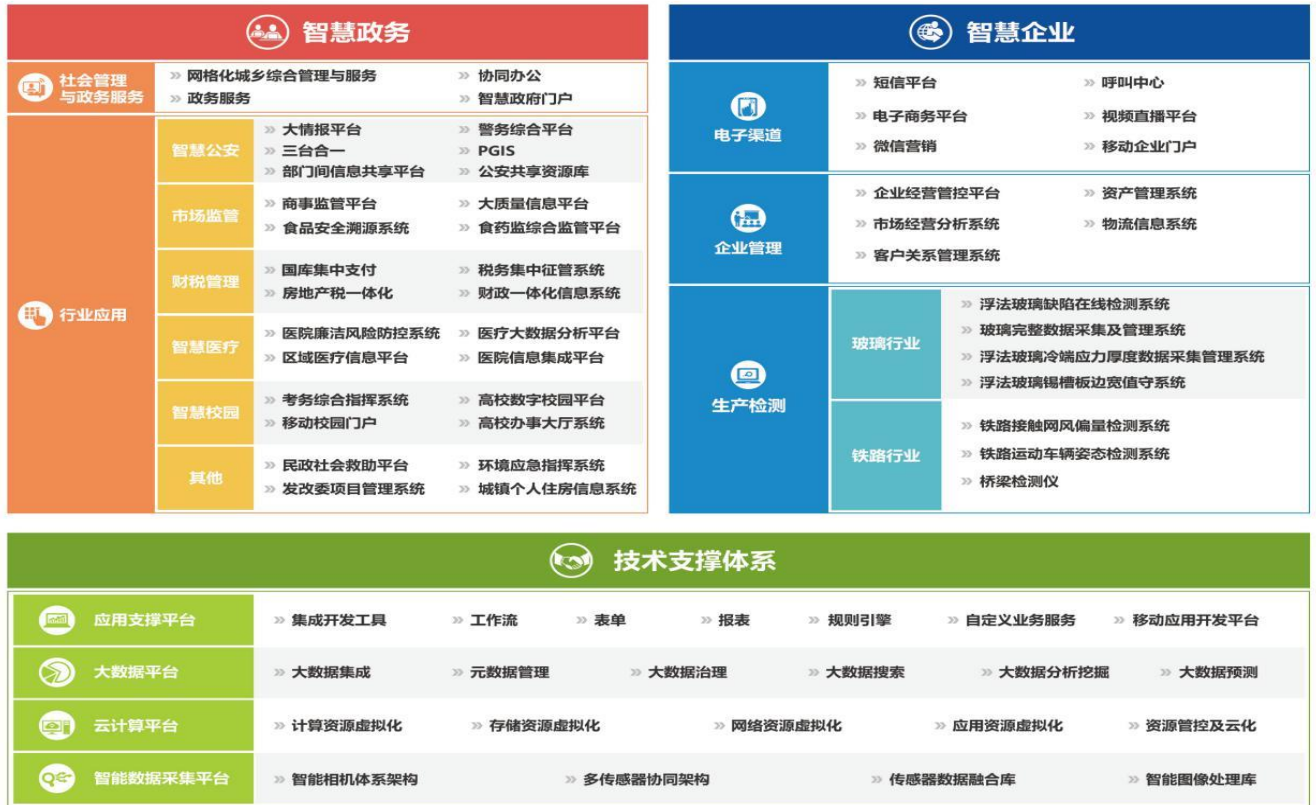 智慧政务
社会管理
与政务服务
网格化城乡综合管理与服务
协同办公
政务服务
智慧政府门户
行业应用
智慧公安
大情报平台
警务综合平台
三台合一
PGIS
部门间信息共享平台
公安共享资源库
市场监管
商事监管平台
大质量信息平台
食品安全溯源系统
食药监综合监管平台
财税管理
国库集中支付
税务集中征管系统
房地产税一体化
财政一体化信息系统
智慧医疗
医院廉洁风险防控系统
医疗大数据分析平台
区域医疗信息平台
医院信息集成平台
智慧校园
考务综合指挥系统
高校数字校园平台
移动校园门户
高校办事大厅系统
其他
民政社会救助平台
环境应急指挥系统
发改委项目管理系统
城镇个人住房信息系统
智慧企业
电子渠道
短信平台
呼叫中心
电子商务平台
视频直播平台
微信营销
移动企业门户
企业管理
企业经营管控平台
资产管理系统
市场经营分析系统
物流信息系统
客户关系管理系统
生产检测
玻璃行业
浮法玻璃缺陷在线检测系统
玻璃完整数据采集及管理系统
浮法玻璃冷端应力厚度数据采集管理系统
浮法玻璃锡槽板边宽值守系统
铁路行业
铁路接触网风偏量检测系统
铁路运动车辆姿态检测系统
桥梁检测仪
技术支撑体系
应用支撑平台
集成开发工具
工作流
表单
报表
规则引擎
自定义业务服务
移动应用开发平台
大数据平台
大数据集成
元数据管理
大数据治理
大数据搜索
大数据分析挖掘
大数据预测
云计算平台
计算资源虚拟化
存储资源虚拟化
网络资源虚拟化
应用资源虚拟化
资源管控及云化
智能数据采集平台
智能相机体系架构
多传感器协同架构
传感器数据融合库
智能图像处理库